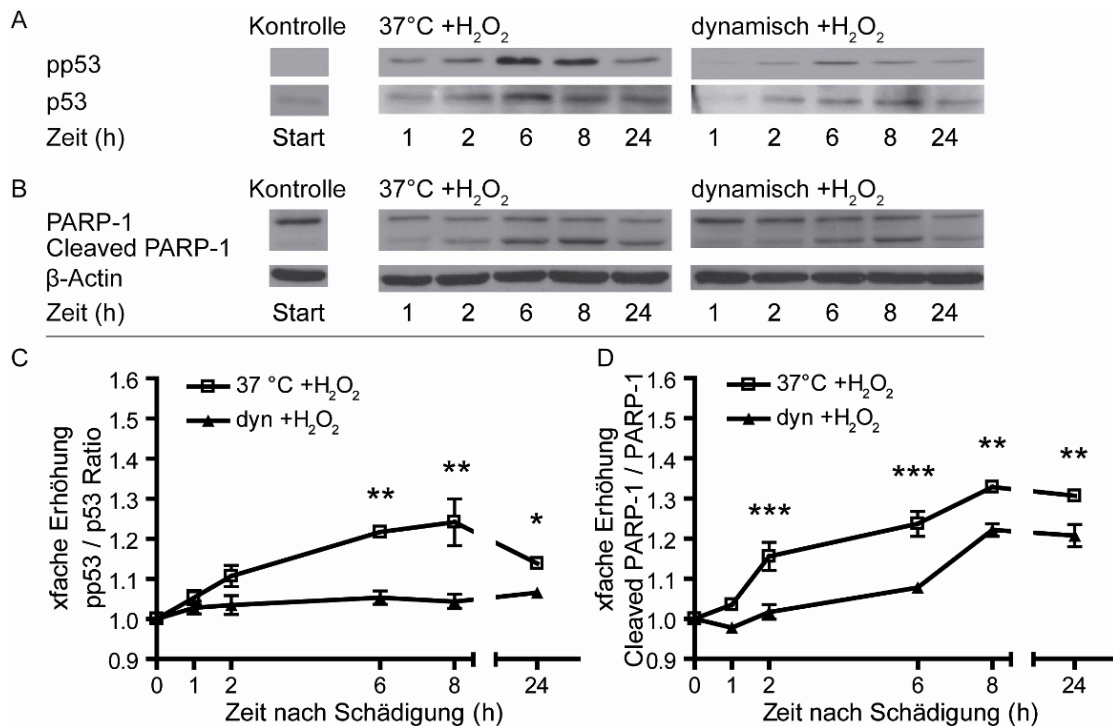 A
Kontrolle 37°C +H₂O₂ dynamisch +H₂O₂
pp53
p53
Zeit (h) Start 1 2 6 8 24 1 2 6 8 24
B
Kontrolle 37°C +H₂O₂ dynamisch +H₂O₂
PARP-1
Cleaved PARP-1
β-Actin
Zeit (h) Start 1 2 6 8 24 1 2 6 8 24
C
xfache Erhöhung
pp53 / p53 Ratio
1.6
1.5
1.4
1.3
1.2
1.1
1.0
0.9
37 °C +H₂O₂
dyn +H₂O₂
** ** *
0 1 2 6 8 24
Zeit nach Schädigung (h)
D
xfache Erhöhung
Cleaved PARP-1 / PARP-1
1.6
1.5
1.4
1.3
1.2
1.1
1.0
0.9
37°C +H₂O₂
dyn +H₂O₂
*** *** ** **
0 1 2 6 8 24
Zeit nach Schädigung (h)